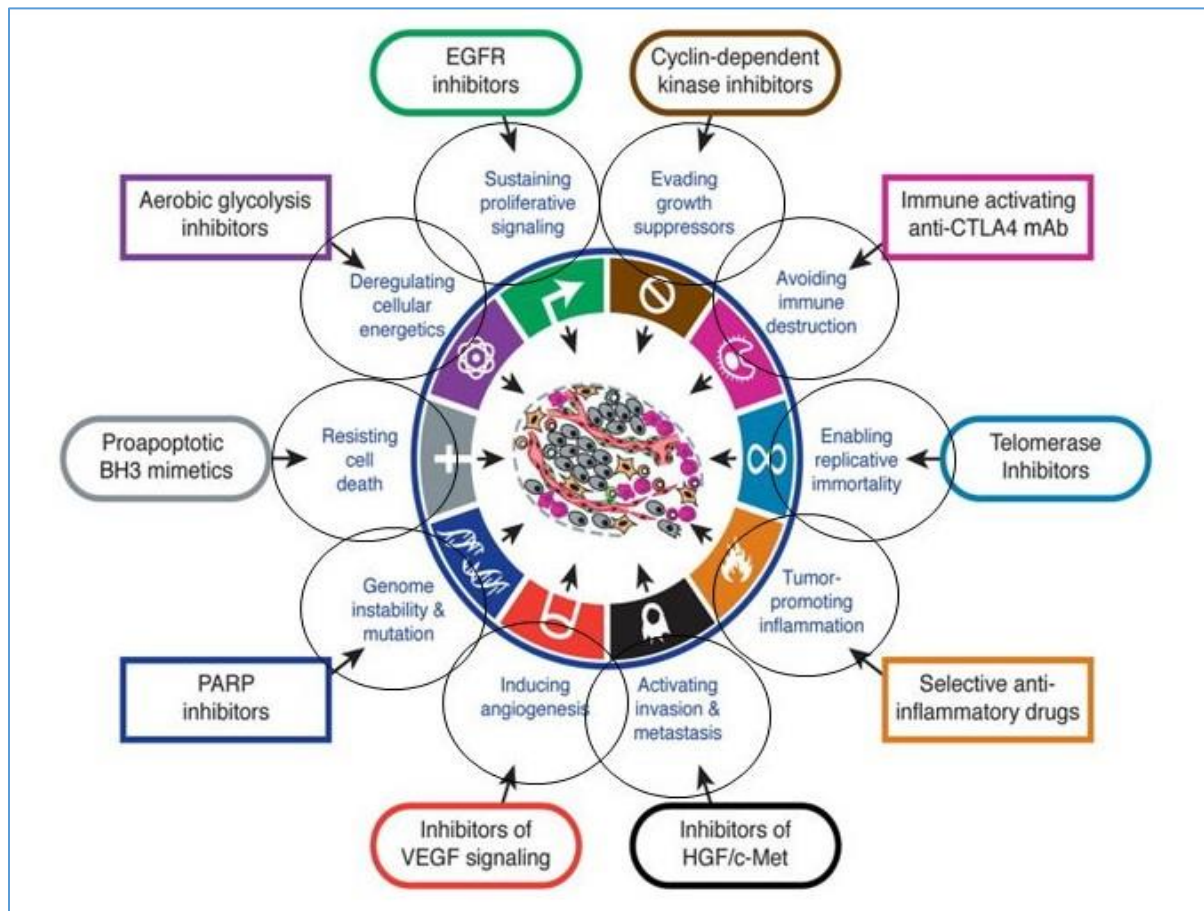 EGFR
inhibitors
Cyclin-dependent
kinase inhibitors
Sustaining
proliferative
signaling
Evading
growth
suppressors
Aerobic glycolysis
inhibitors
Immune activating
anti-CTLA4 mAb
Deregulating
cellular
energetics
Avoiding
immune
destruction
Proapoptotic
BH3 mimetics
Resisting
cell
death
Enabling
replicative
immortality
Telomerase
Inhibitors
Genome
instability &
mutation
Tumor-
promoting
inflammation
PARP
inhibitors
Inducing
angiogenesis
Activating
invasion &
metastasis
Selective anti-
inflammatory drugs
Inhibitors of
VEGF signaling
Inhibitors of
HGF/c-Met